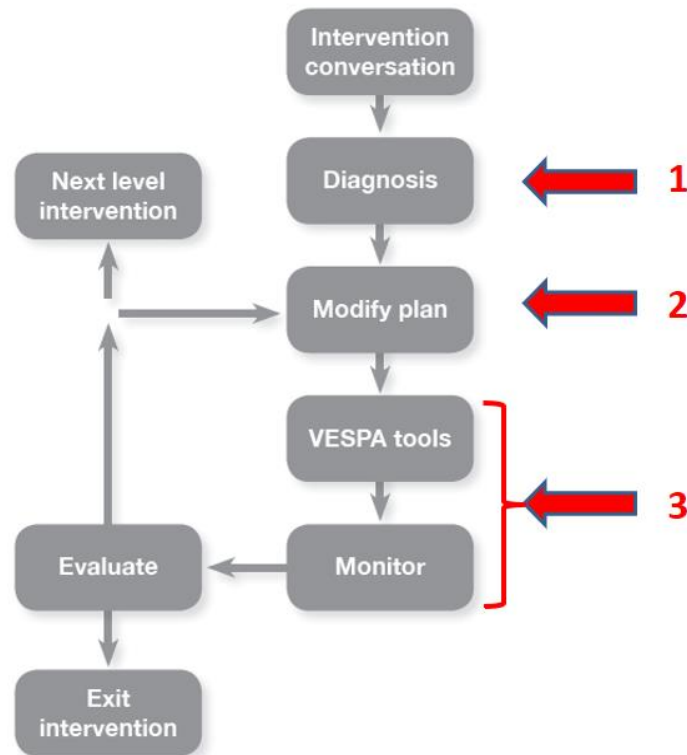 Intervention
conversation
Diagnosis
1
Next level
intervention
Modify plan
2
VESPA tools
3
Evaluate
Monitor
Exit
intervention